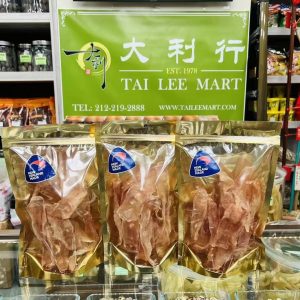 大利行
EST. 1978
TAI LEE MART
TEL: 212-219-2888
WWW.TAILEEMART.COM